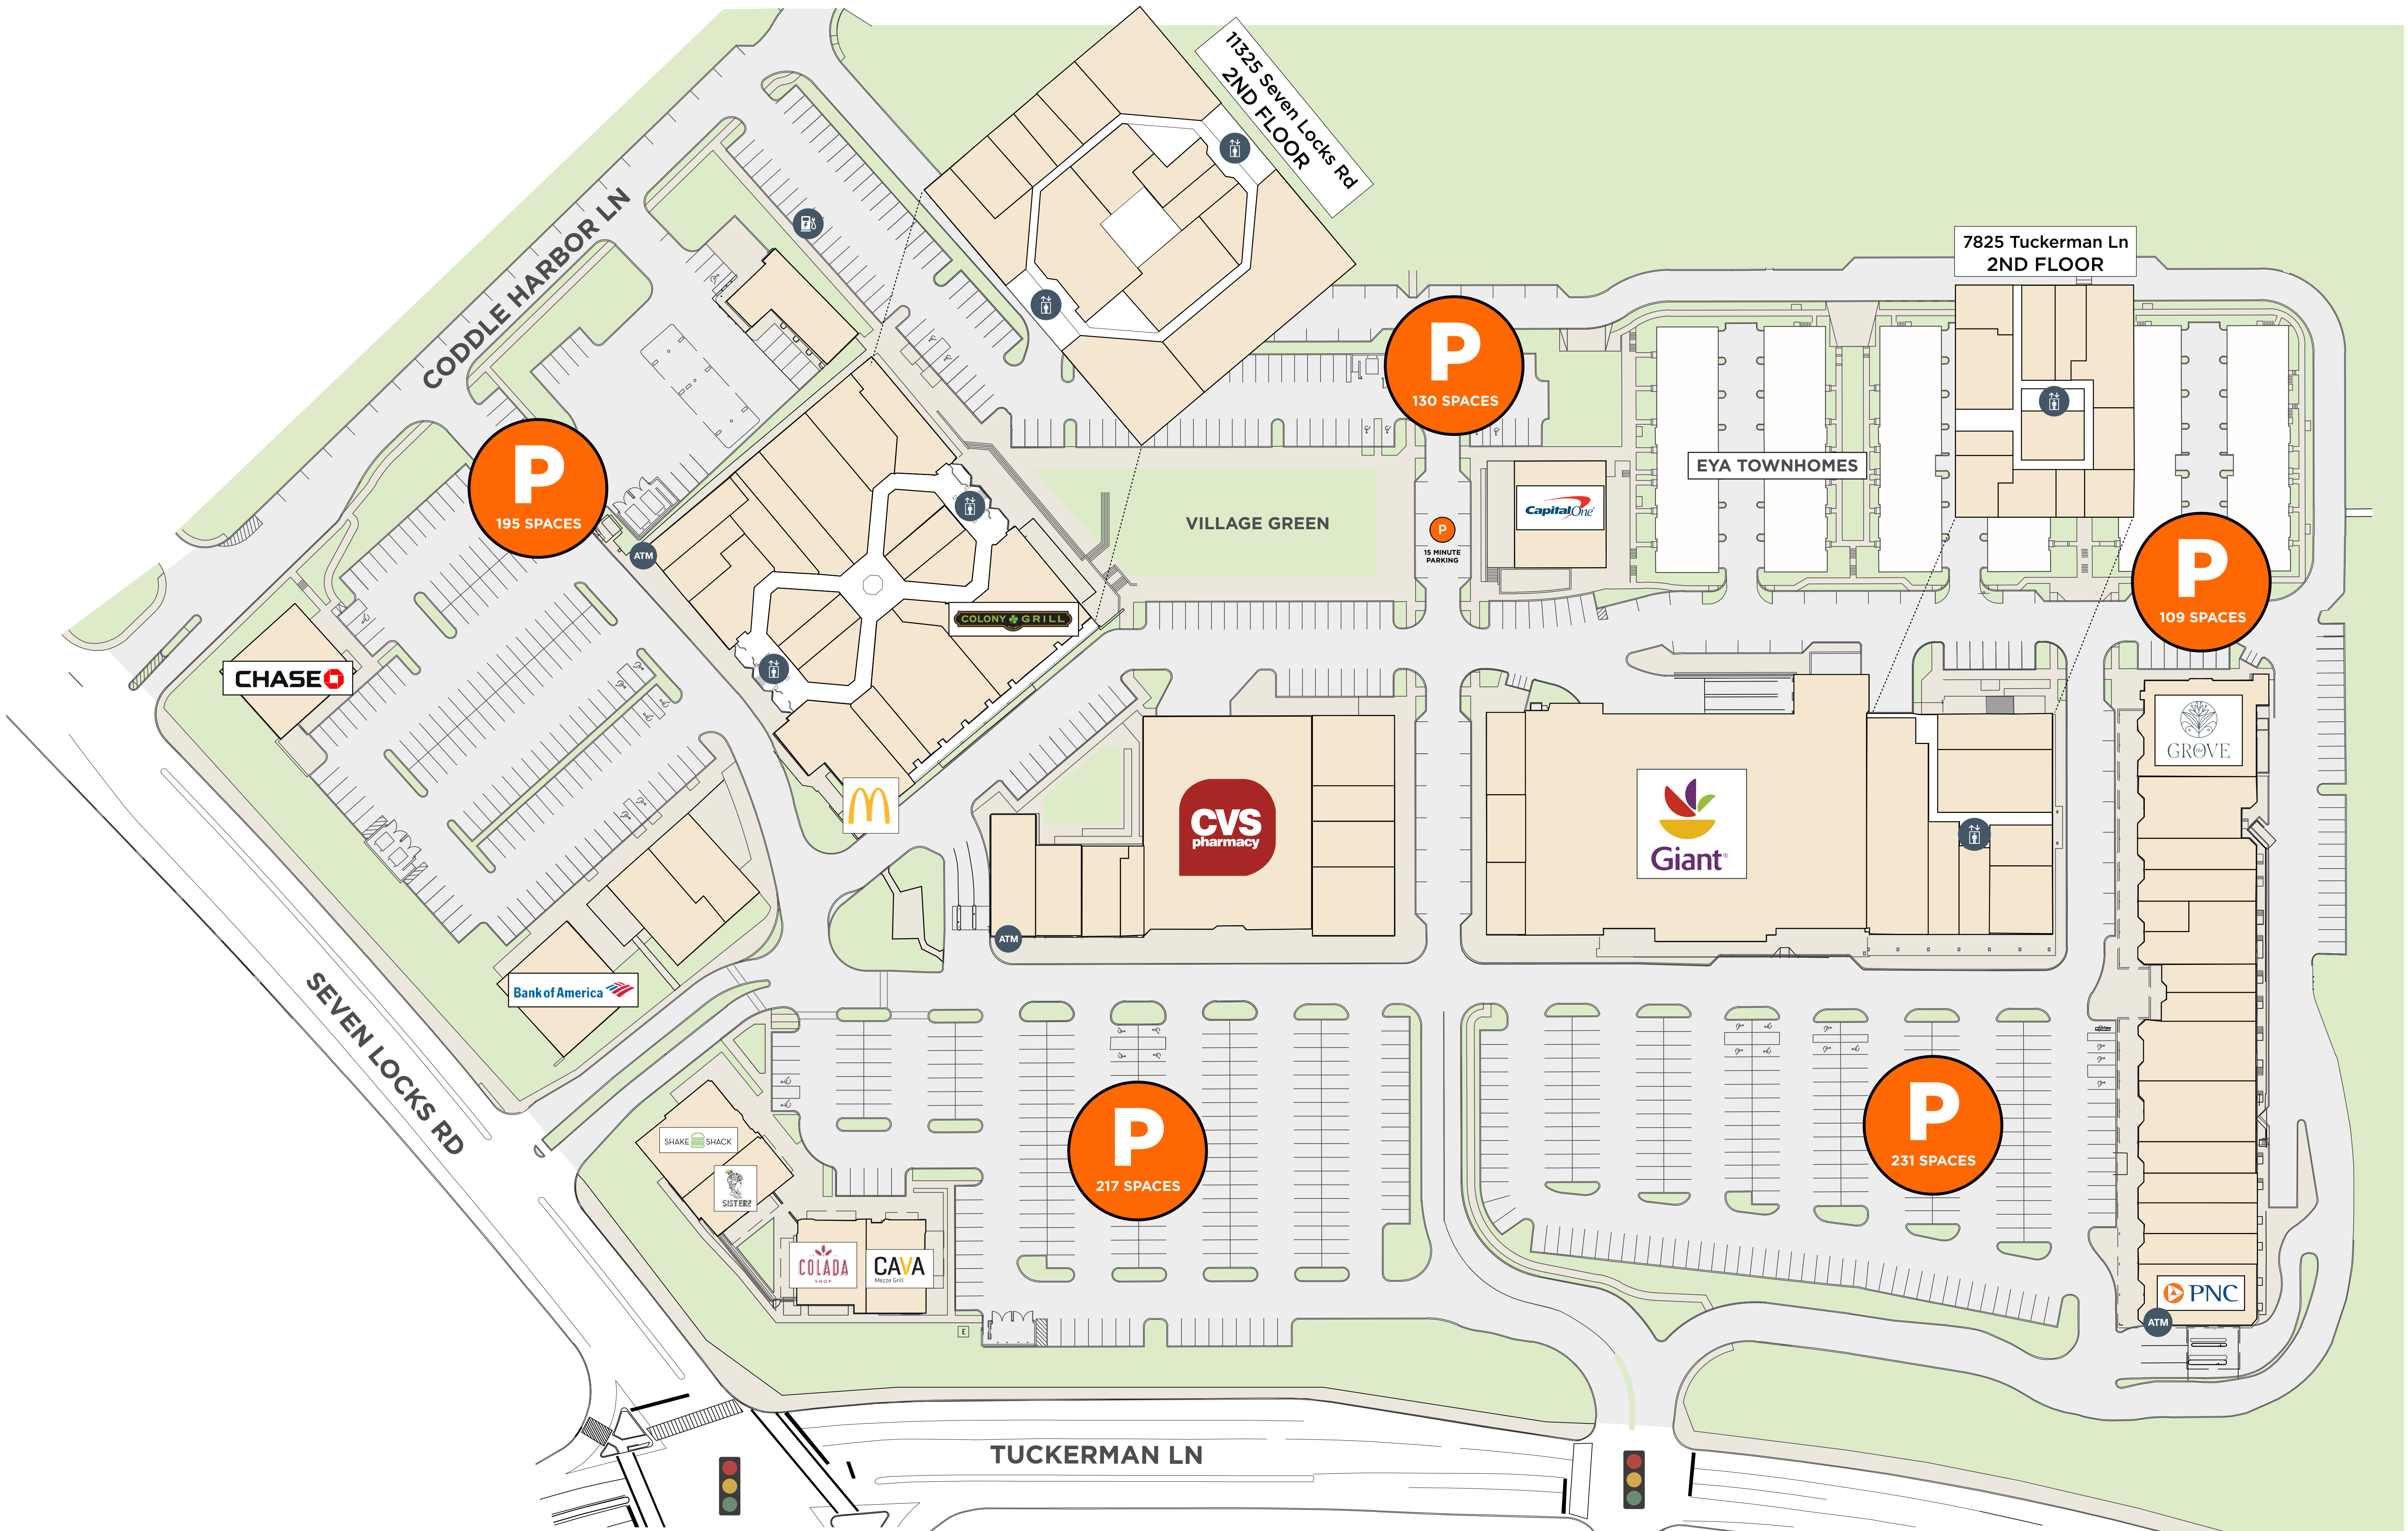 11325 Seven Locks Rd
2ND FLOOR
CODDLE HARBOR LN
7825 Tuckerman Ln
2ND FLOOR
P
130 SPACES
P
195 SPACES
EYA TOWNHOMES
Capital One
VILLAGE GREEN
P
15 MINUTE
PARKING
ATM
P
109 SPACES
COLONY GRILL
CHASE
THE GROVE
CVS
pharmacy
Giant
ATM
Bank of America
SEVEN LOCKS RD
P
217 SPACES
P
231 SPACES
SHAKE SHACK
SISTERS
COLADA
SHOP
CAVA
Mezze Grill
PNC
ATM
E
TUCKERMAN LN